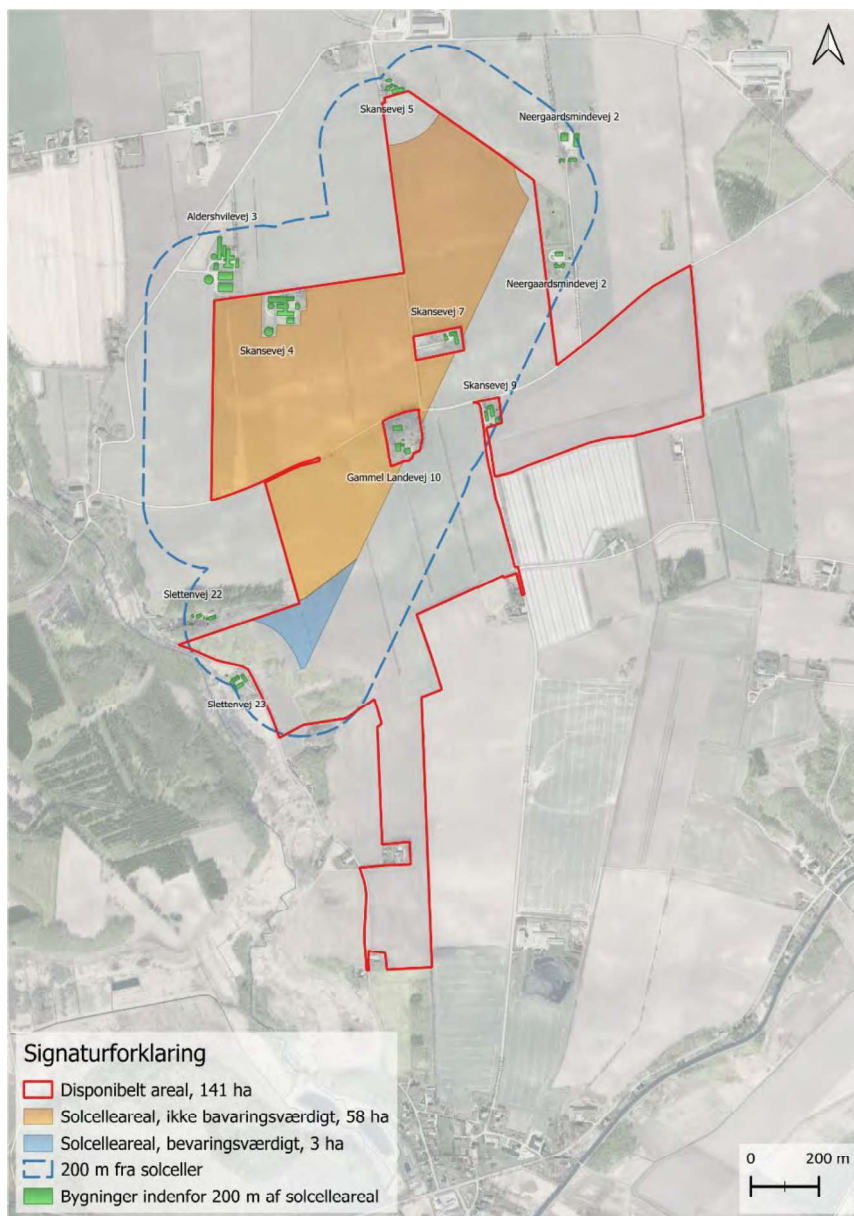 Skansevej 5
Neergaardsmindevej 2
Aldershvilevej 3
Neergaardsmindevej 2
Skansevej 7
Skansevej 4
Skansevej 9
Gammel Landevej 10
Slettenvej 22
Slettenvej 23
Signaturforklaring
Disponibelt areal, 141 ha
Solcelleareal, ikke bavaringsværdigt, 58 ha
Solcelleareal, bevaringsværdigt, 3 ha
200 m fra solceller
Bygninger indenfor 200 m af solcelleareal
0 200 m